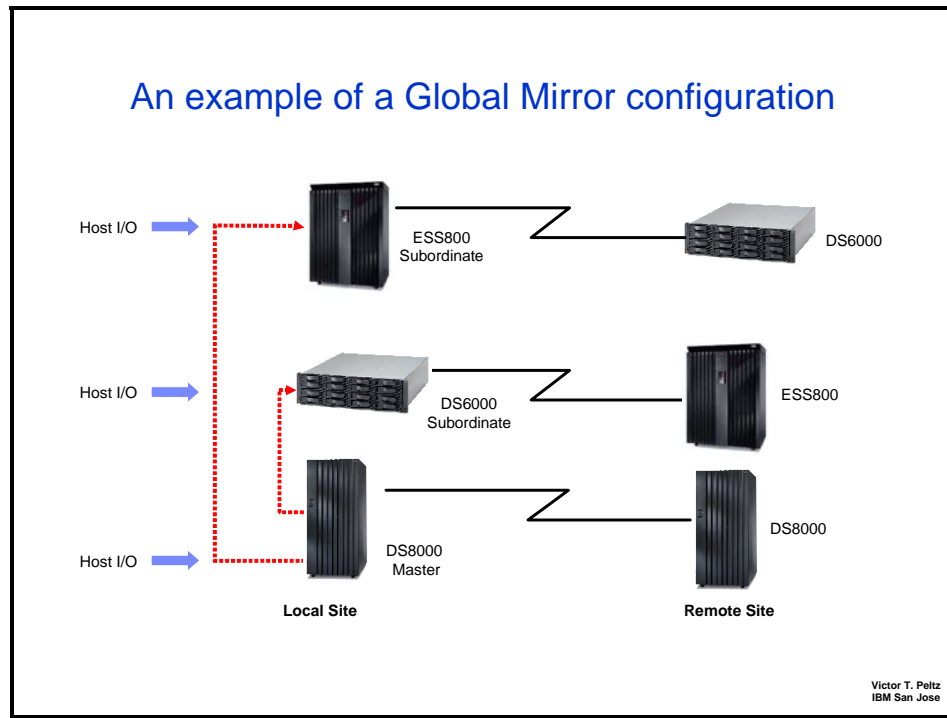 An example of a Global Mirror configuration
Host I/O
ESS800
Subordinate
DS6000
Host I/O
DS6000
Subordinate
ESS800
Host I/O
DS8000
Master
DS8000
Local Site
Remote Site
Victor T. Peltz
IBM San Jose